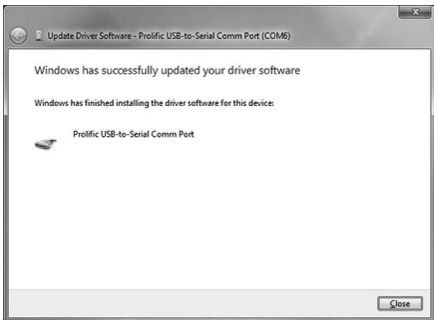 Update Driver Software - Prolific USB-to-Serial Comm Port (COM6)
Windows has successfully updated your driver software
Windows has finished installing the driver software for this device:
Prolific USB-to-Serial Comm Port
Close